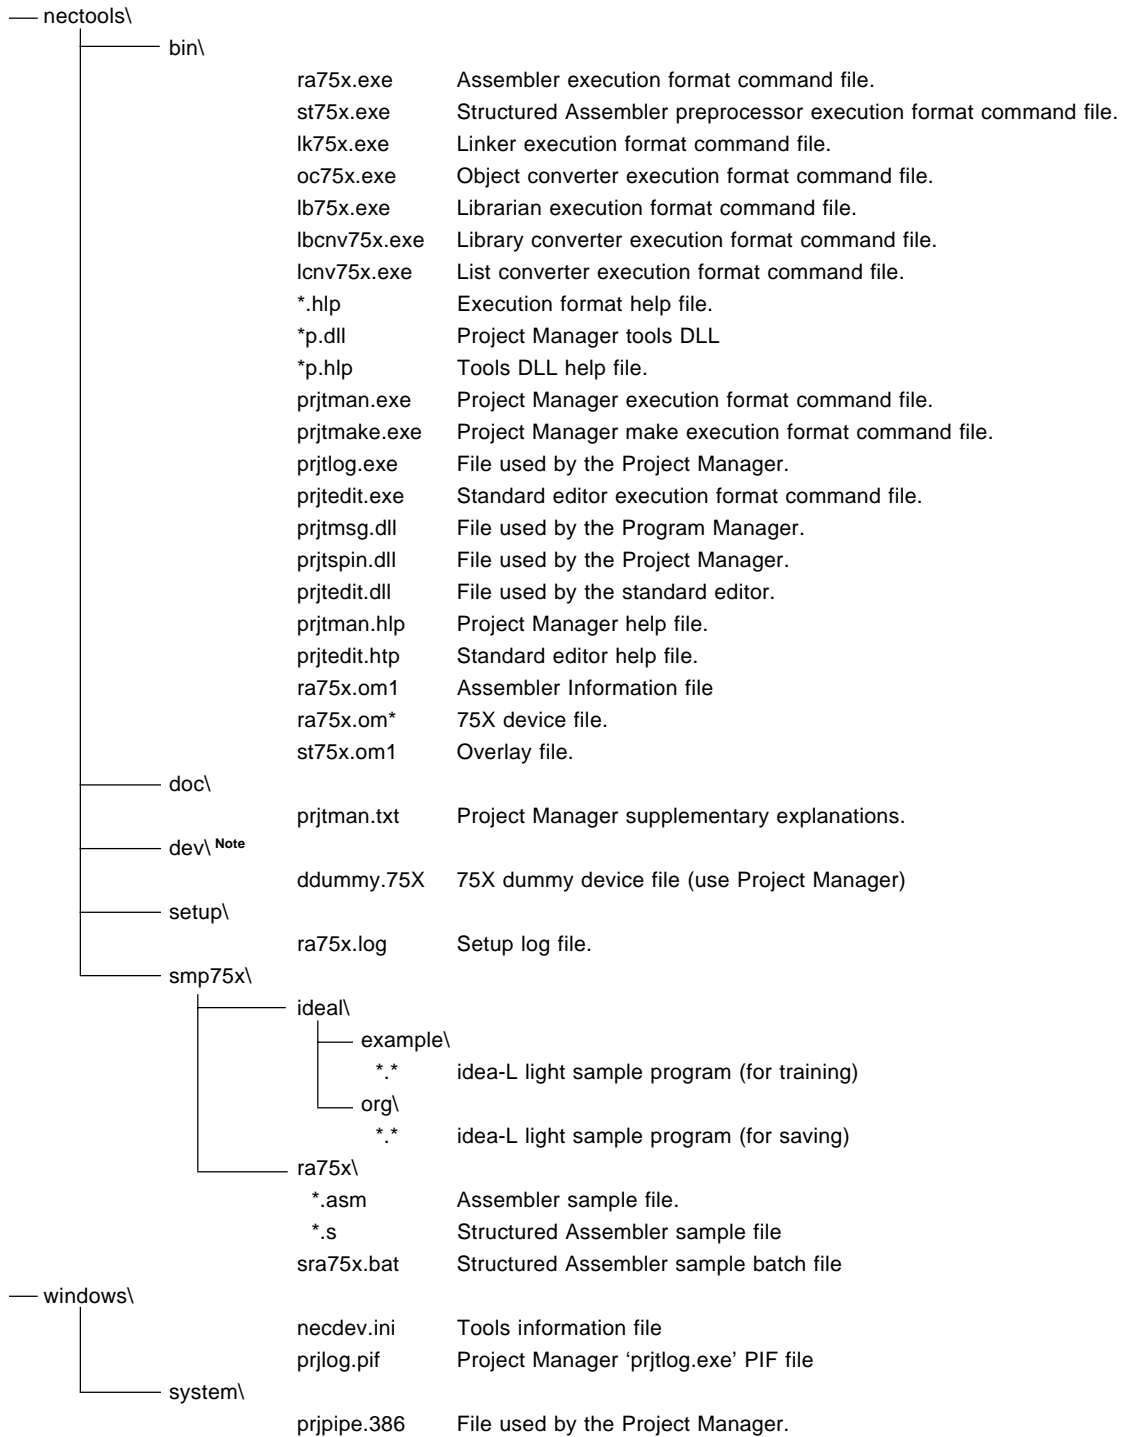 nectools\
bin\
ra75x.exe Assembler execution format command file.
st75x.exe Structured Assembler preprocessor execution format command file.
lk75x.exe Linker execution format command file.
oc75x.exe Object converter execution format command file.
lb75x.exe Librarian execution format command file.
lbcnv75x.exe Library converter execution format command file.
lcnv75x.exe List converter execution format command file.
*.hlp Execution format help file.
*p.dll Project Manager tools DLL
*p.hlp Tools DLL help file.
prjtman.exe Project Manager execution format command file.
prjtmake.exe Project Manager make execution format command file.
prjtlog.exe File used by the Project Manager.
prjtedit.exe Standard editor execution format command file.
prjtmsg.dll File used by the Program Manager.
prjtspin.dll File used by the Project Manager.
prjtedit.dll File used by the standard editor.
prjtman.hlp Project Manager help file.
prjtedit.htp Standard editor help file.
ra75x.om1 Assembler Information file
ra75x.om* 75X device file.
st75x.om1 Overlay file.
doc\
prjtman.txt Project Manager supplementary explanations.
dev\ Note
ddummy.75X 75X dummy device file (use Project Manager)
setup\
ra75x.log Setup log file.
smp75x\
ideal\
example\
*.* idea-L light sample program (for training)
org\
*.* idea-L light sample program (for saving)
ra75x\
*.asm Assembler sample file.
*.s Structured Assembler sample file
sra75x.bat Structured Assembler sample batch file
windows\
necdev.ini Tools information file
prjlog.pif Project Manager ‘prjtlog.exe’ PIF file
system\
prjpipe.386 File used by the Project Manager.